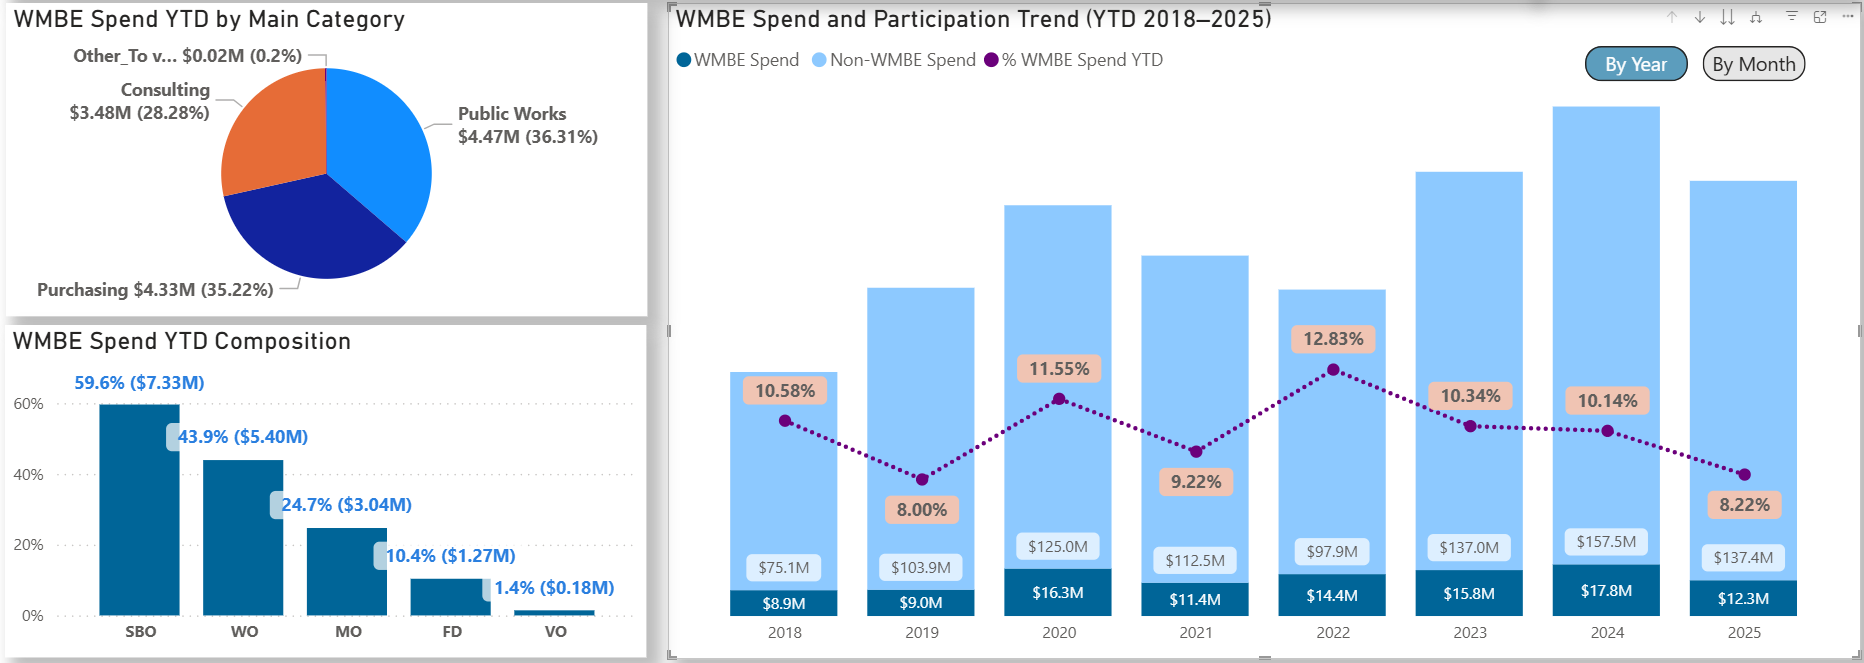 WMBE Spend YTD by Main Category
Other_To v... $0.02M (0.2%)
Consulting
$3.48M (28.28%)
Public Works
$4.47M (36.31%)
Purchasing $4.33M (35.22%)
WMBE Spend YTD Composition
59.6% ($7.33M)
43.9% ($5.40M)
24.7% ($3.04M)
10.4% ($1.27M)
1.4% ($0.18M)
60%
40%
20%
0%
SBO WO MO FD VO
WMBE Spend and Participation Trend (YTD 2018–2025)
WMBE Spend Non-WMBE Spend % WMBE Spend YTD
By Year By Month
10.58% 8.00% 11.55% 9.22% 12.83% 10.34% 10.14% 8.22%
$75.1M $103.9M $125.0M $112.5M $97.9M $137.0M $157.5M $137.4M
$8.9M $9.0M $16.3M $11.4M $14.4M $15.8M $17.8M $12.3M
2018 2019 2020 2021 2022 2023 2024 2025